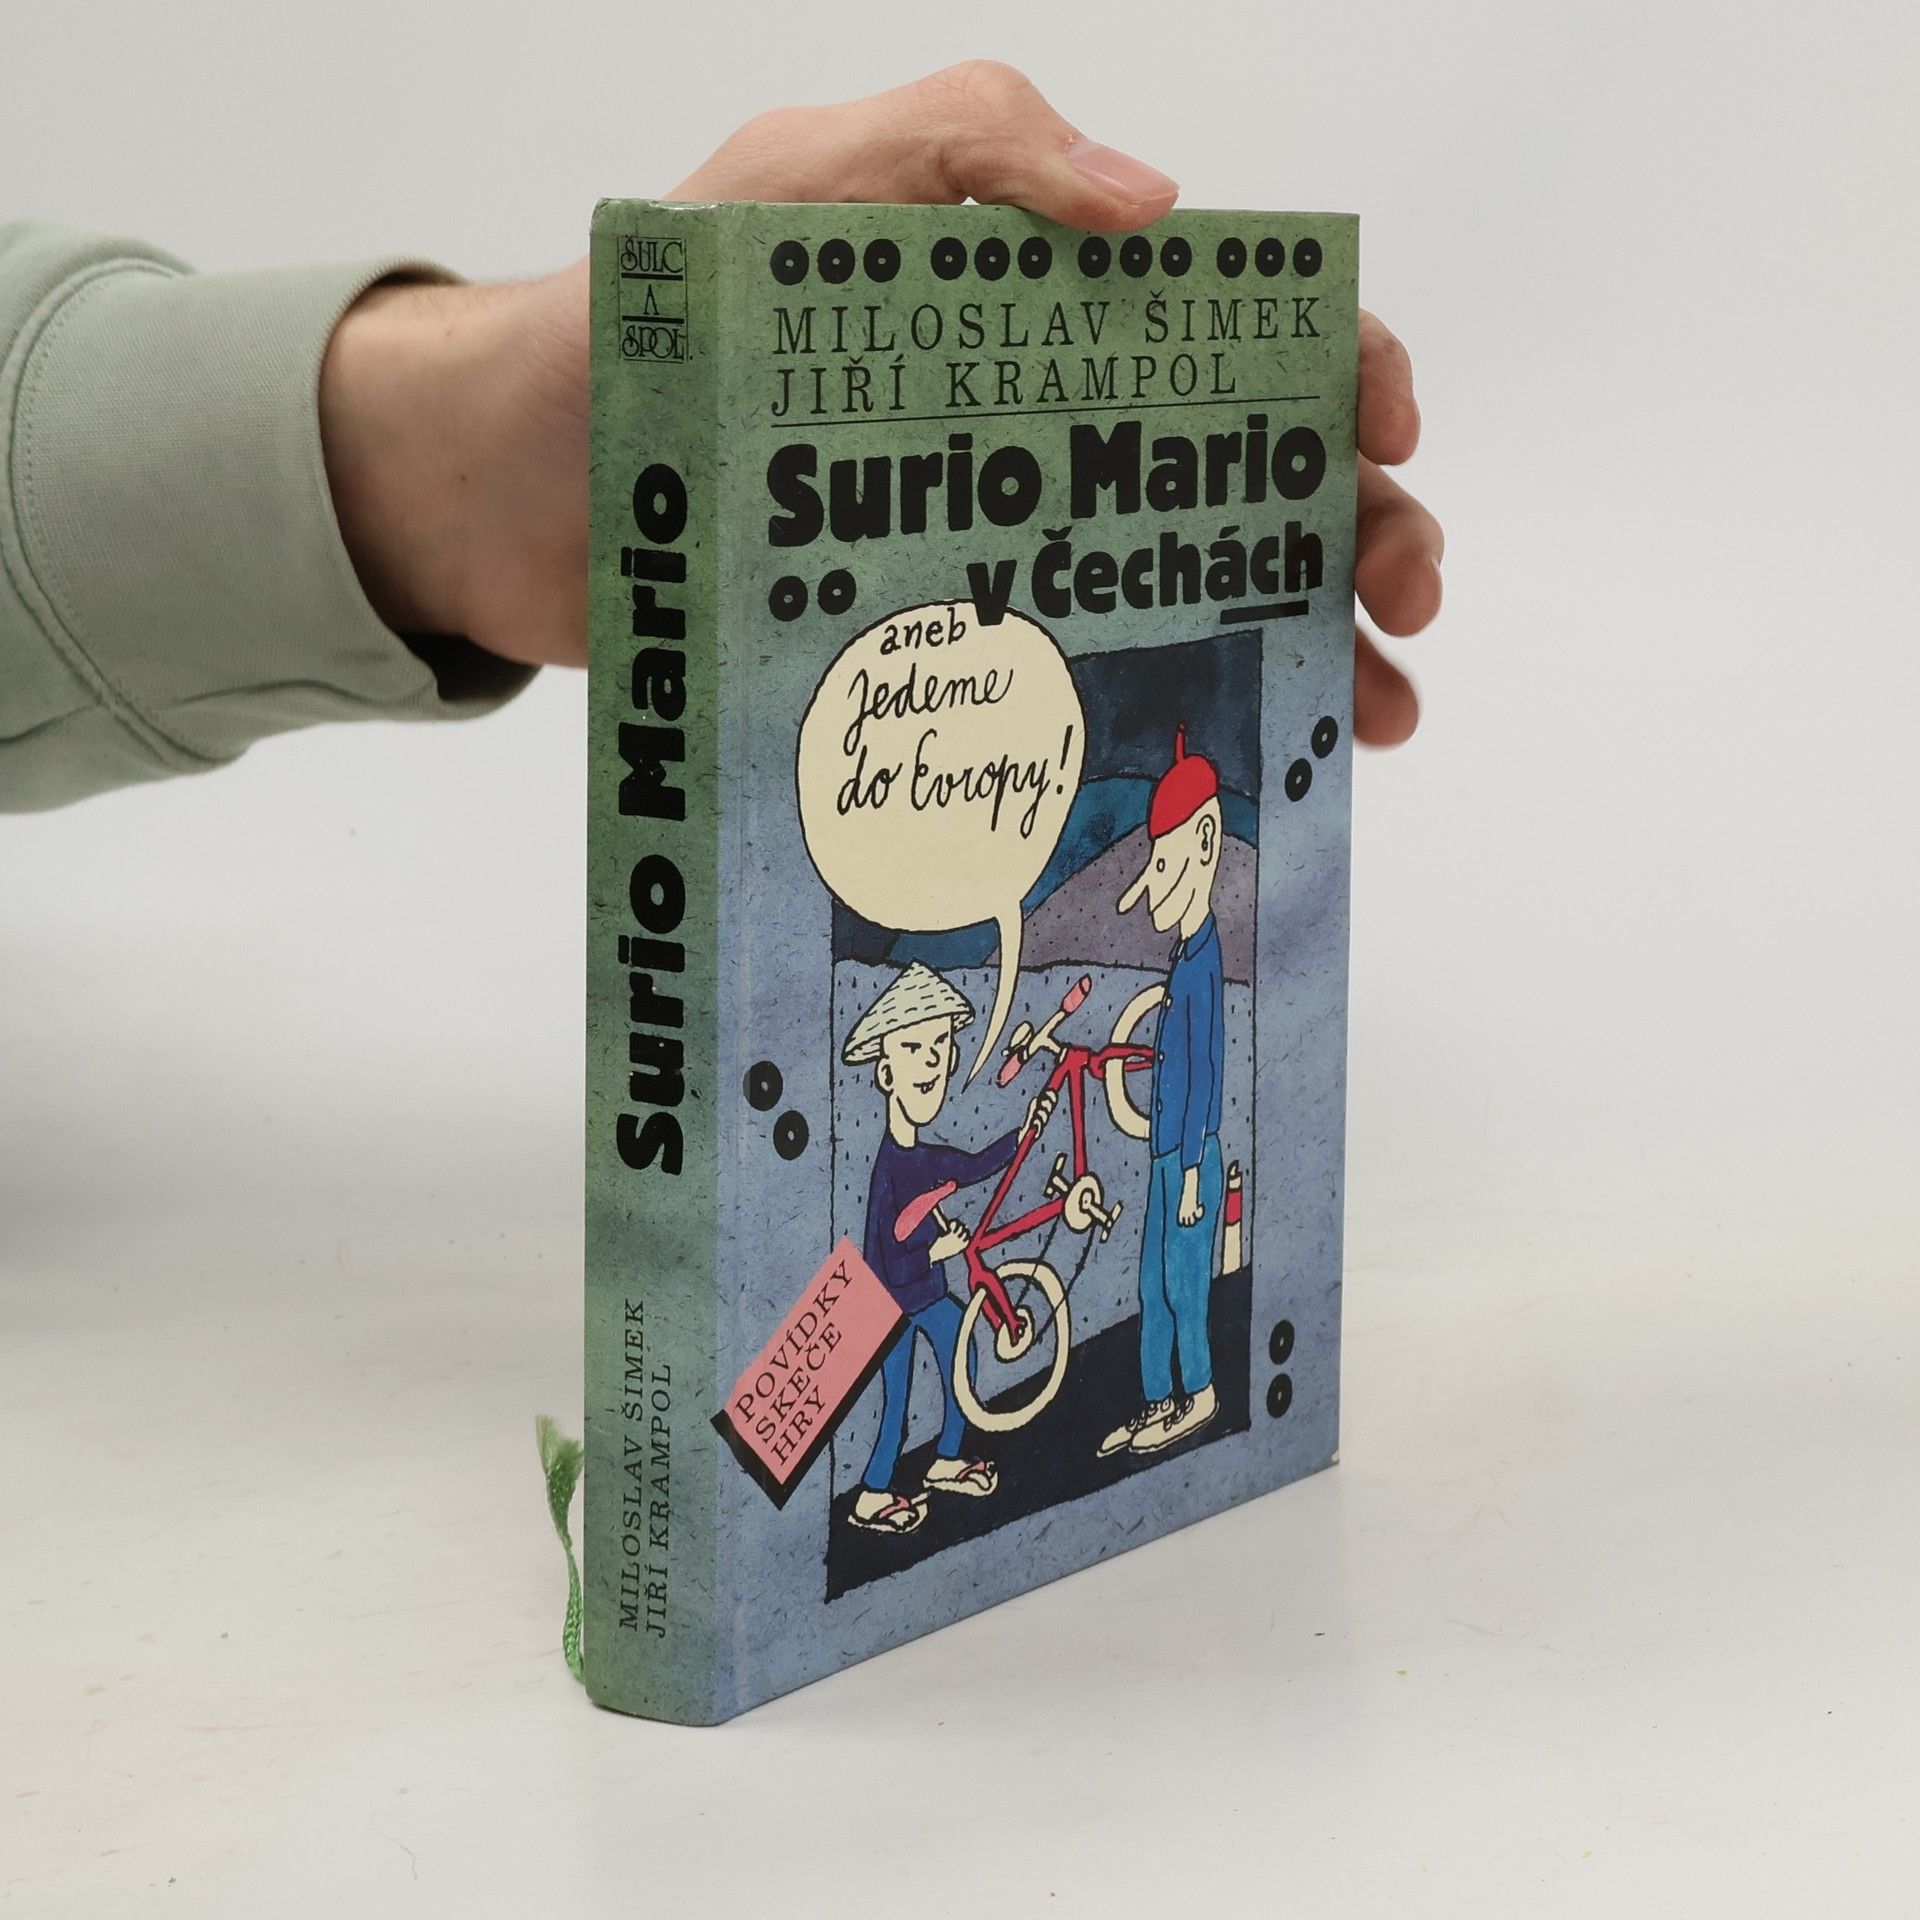 ŠULC
A
SPOL.
Surio Mario
MILOSLAV ŠIMEK
JIŘÍ KRAMPOL
MILOSLAV ŠIMEK
JIŘÍ KRAMPOL
Surio Mario
v Čechách
aneb
Jedeme
do Evropy!
POVÍDKY
SKEČE
HRY